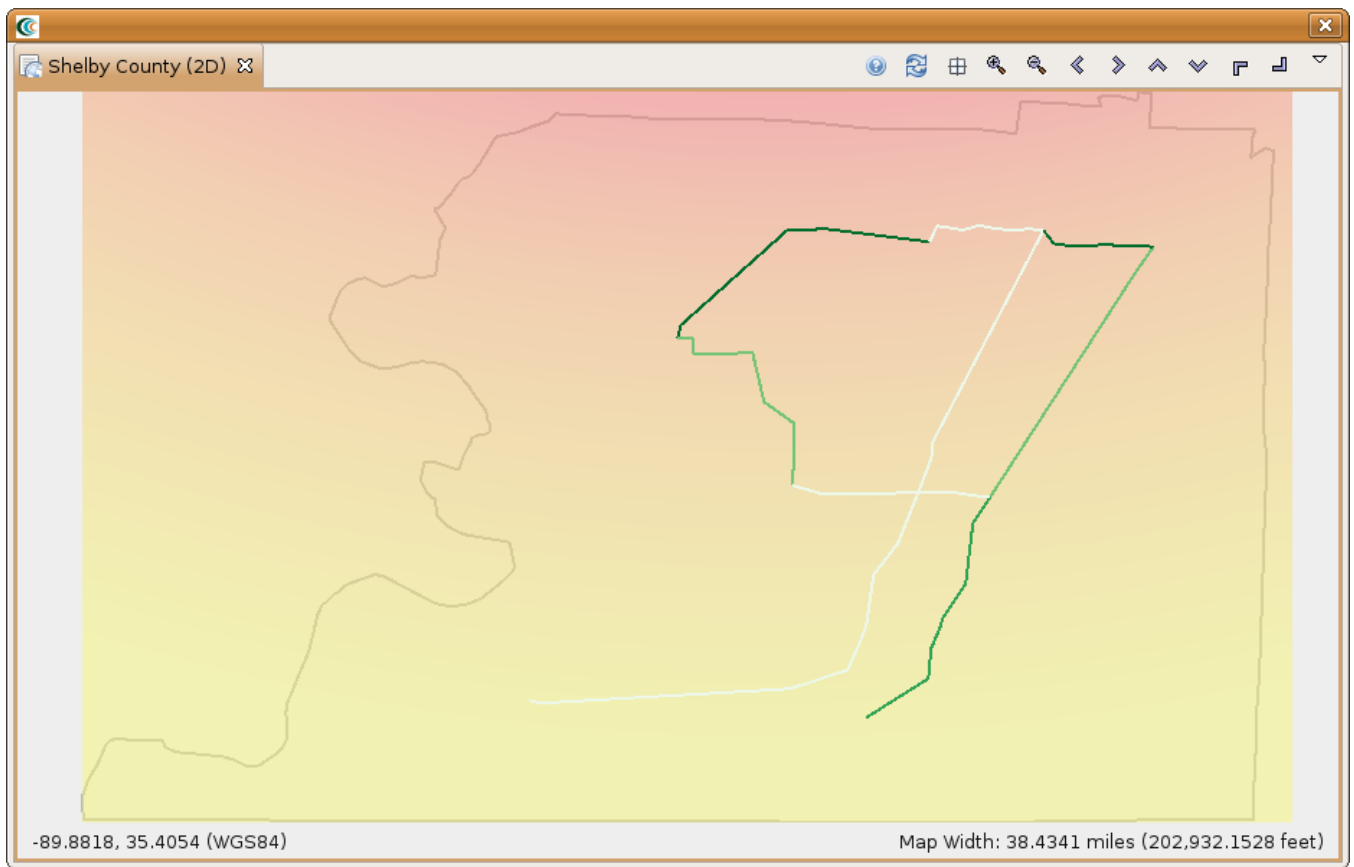 Shelby County (2D)
-89.8818, 35.4054 (WGS84)
Map Width: 38.4341 miles (202,932.1528 feet)